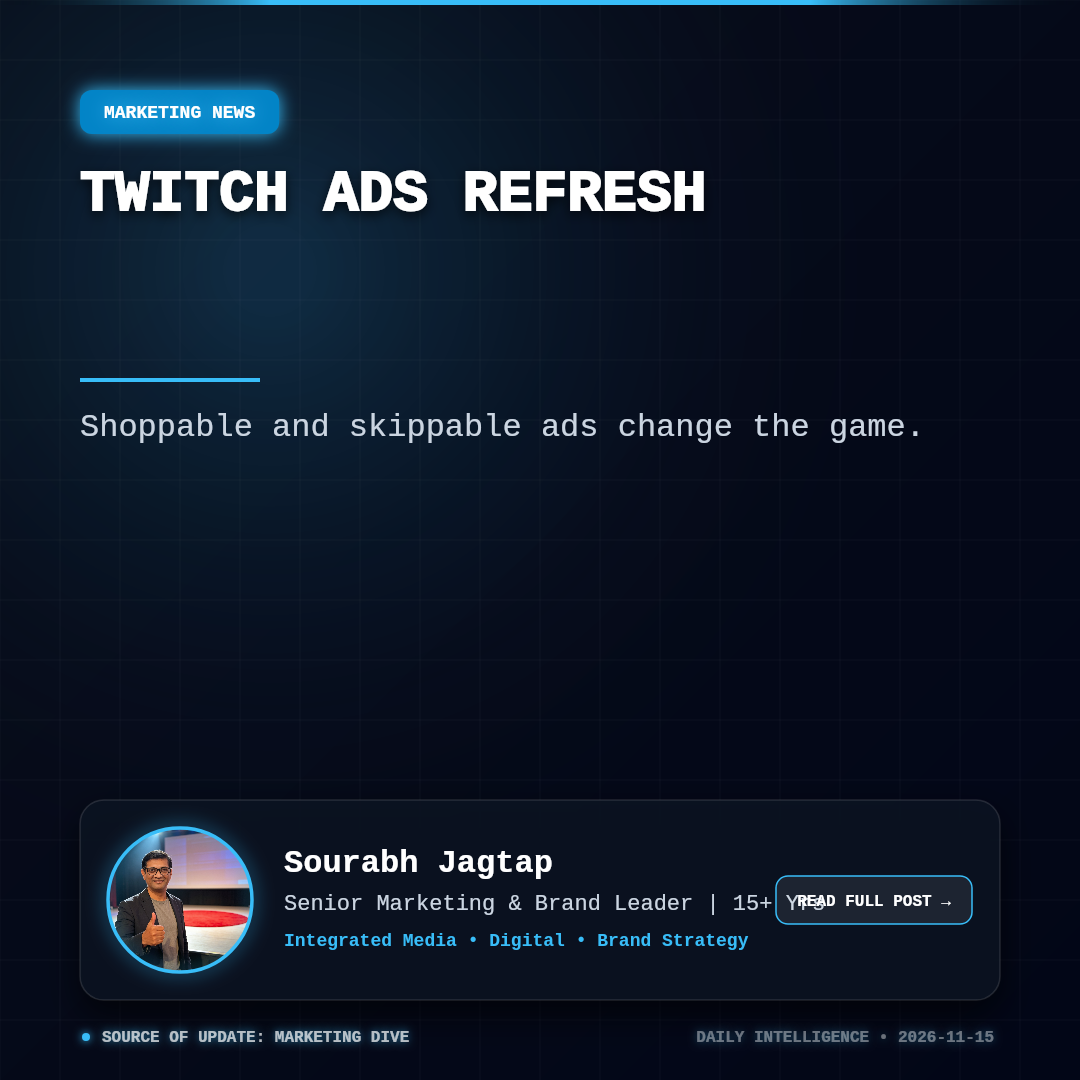 MARKETING NEWS
TWITCH ADS REFRESH
Shoppable and skippable ads change the game.
Sourabh Jagtap
Senior Marketing & Brand Leader | 15+ Yrs
READ FULL POST →
Integrated Media • Digital • Brand Strategy
SOURCE OF UPDATE: MARKETING DIVE
DAILY INTELLIGENCE • 2026-11-15